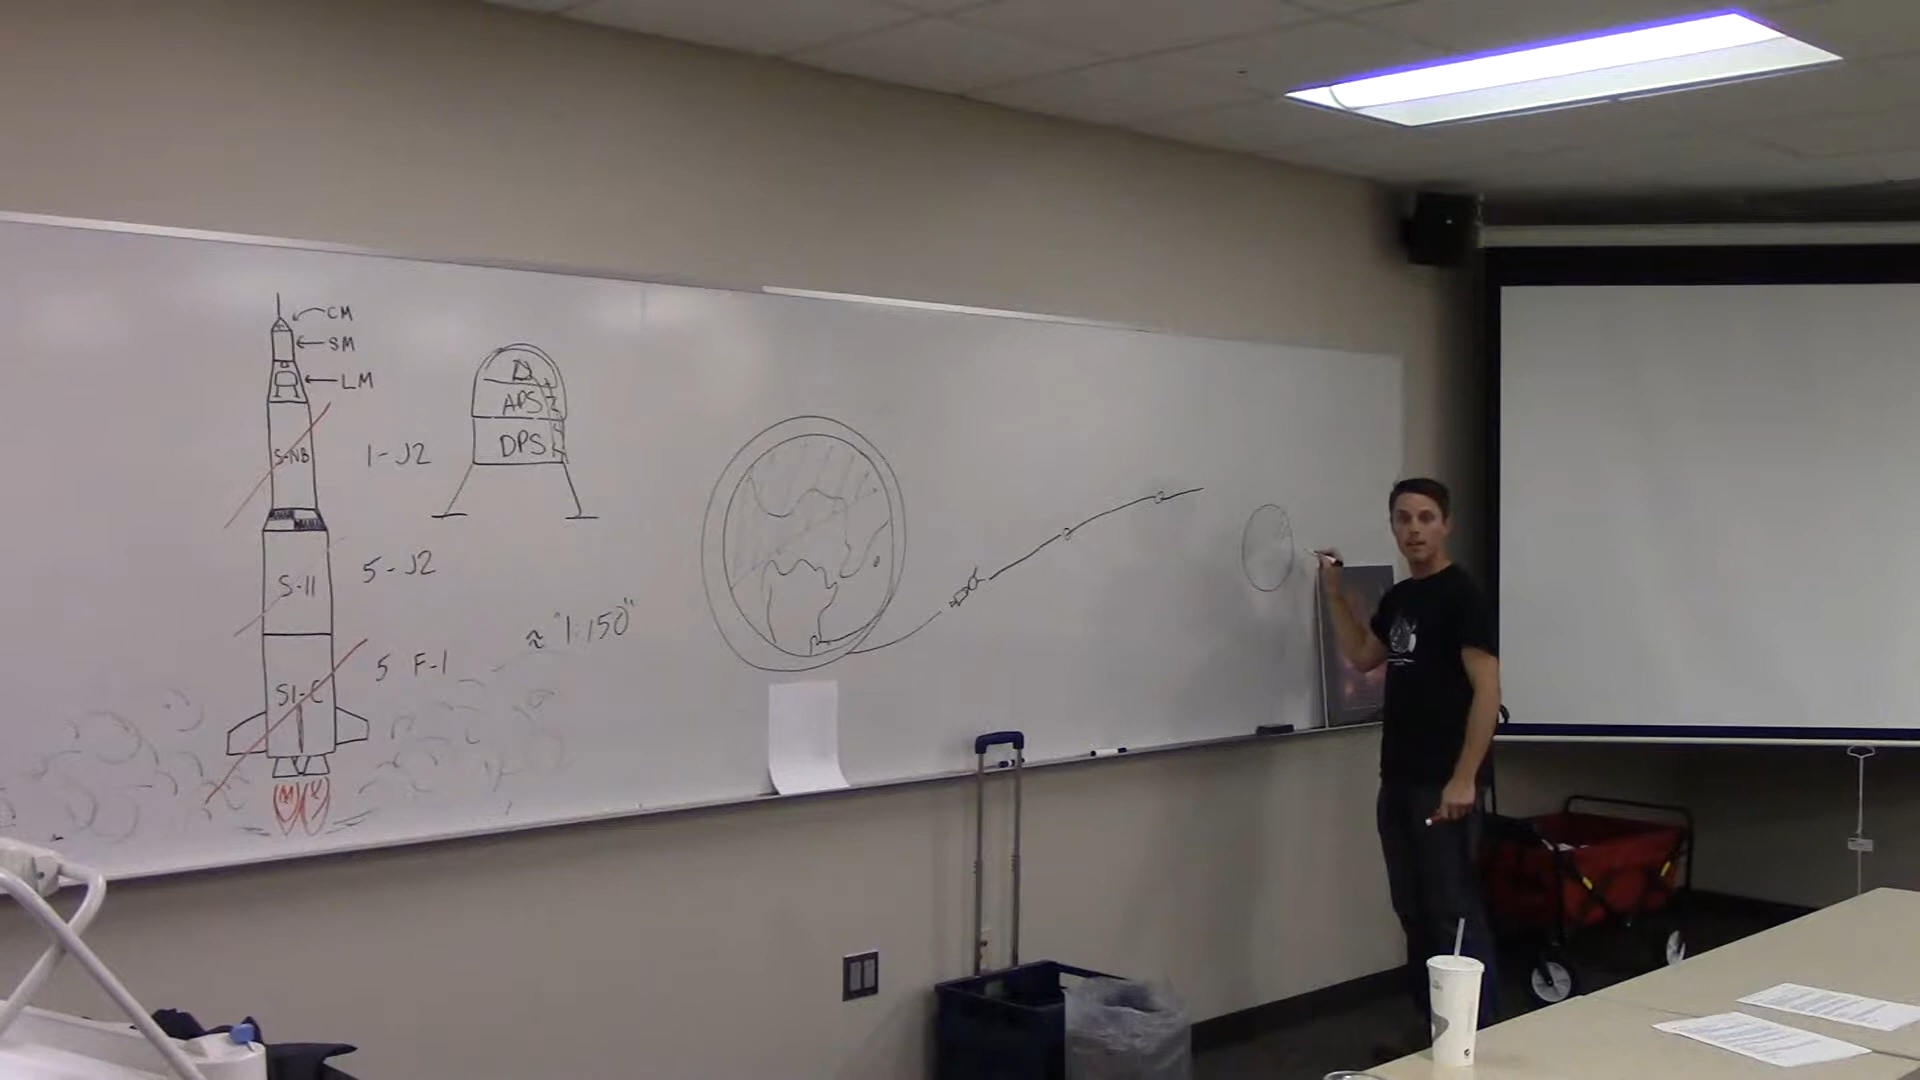 CM
SM
LM
S-IVB
1-J2
S-II
5-J2
S1-C
5 F-1
APS
DPS
≈ "1:150"